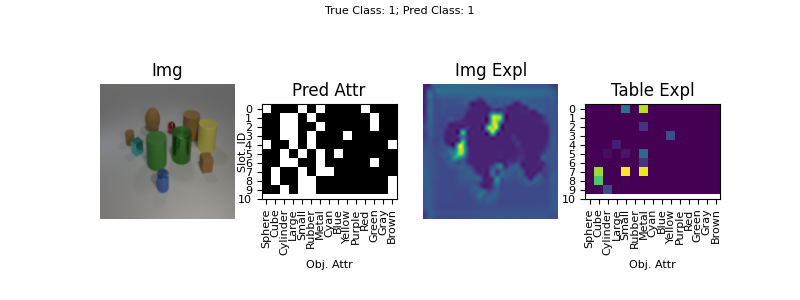 True Class: 1; Pred Class: 1
Img
Pred Attr
Img Expl
Table Expl
Slot. ID
0
1
2
3
4
5
6
7
8
9
10
0
1
2
3
4
5
6
7
8
9
10
Sphere
Cube
Cylinder
Large
Small
Rubber
Metal
Cyan
Blue
Yellow
Purple
Red
Green
Gray
Brown
Obj. Attr
Sphere
Cube
Cylinder
Large
Small
Rubber
Metal
Cyan
Blue
Yellow
Purple
Red
Green
Gray
Brown
Obj. Attr